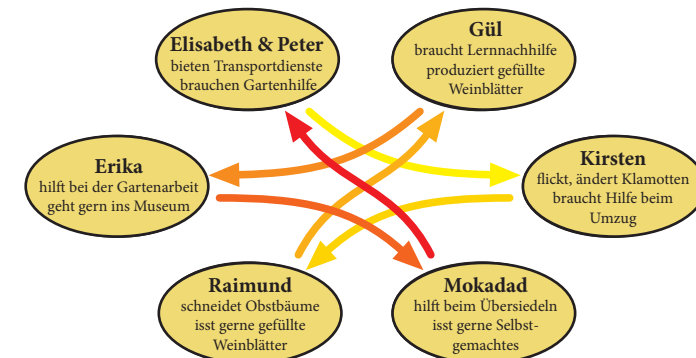 Elisabeth & Peter
bieten Transportdienste
brauchen Gartenhilfe
Gül
braucht Lernnachhilfe
produziert gefüllte
Weinblätter
Erika
hilft bei der Gartenarbeit
geht gern ins Museum
Kirsten
flickt, ändert Klamotten
braucht Hilfe beim
Umzug
Raimund
schneidet Obstbäume
isst gerne gefüllte
Weinblätter
Mokadad
hilft beim Übersiedeln
isst gerne Selbst-
gemachtes